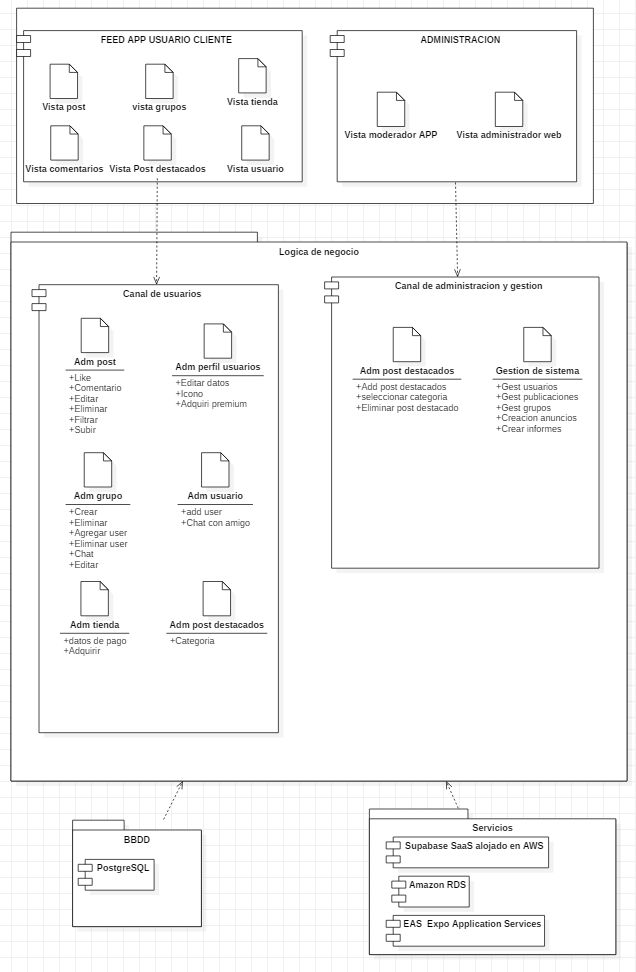 FEED APP USUARIO CLIENTE
Vista post
vista grupos
Vista tienda
Vista comentarios
Vista Post destacados
Vista usuario
ADMINISTRACION
Vista moderador APP
Vista administrador web
Logica de negocio
Canal de usuarios
Adm post
+Like
+Comentario
+Editar
+Eliminar
+Filtrar
+Subir
Adm perfil usuarios
+Editar datos
+Icono
+Adquiri premium
Adm grupo
+Crear
+Eliminar
+Agregar user
+Eliminar user
+Chat
+Editar
Adm usuario
+add user
+Chat con amigo
Adm tienda
+datos de pago
+Adquirir
Adm post destacados
+Categoria
Canal de administracion y gestion
Adm post destacados
+Add post destacados
+seleccionar categoria
+Eliminar post destacado
Gestion de sistema
+Gest usuarios
+Gest publicaciones
+Gest grupos
+Creacion anuncios
+Crear informes
BBDD
PostgreSQL
Servicios
Supabase SaaS alojado en AWS
Amazon RDS
EAS  Expo Application Services